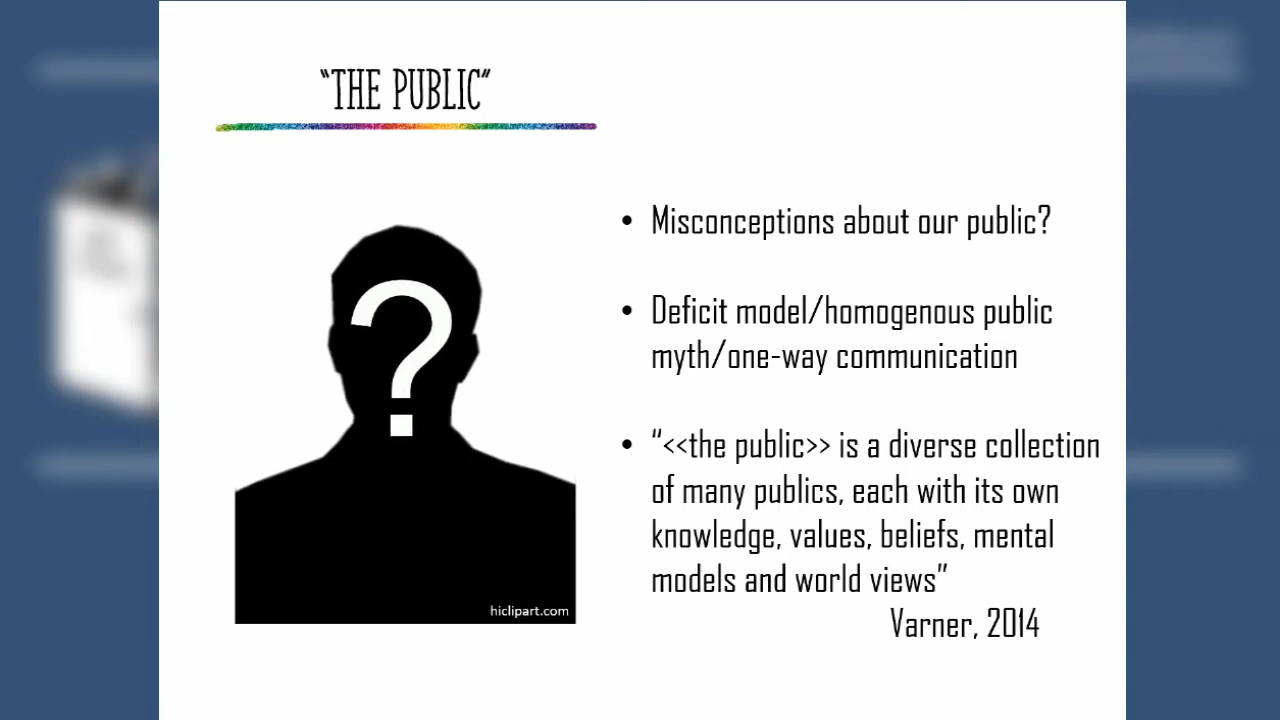 “THE PUBLIC”
• Misconceptions about our public?
• Deficit model/homogenous public
myth/one-way communication
• “<<the public>> is a diverse collection
of many publics, each with its own
knowledge, values, beliefs, mental
models and world views”
Varner, 2014
?
hiclipart.com